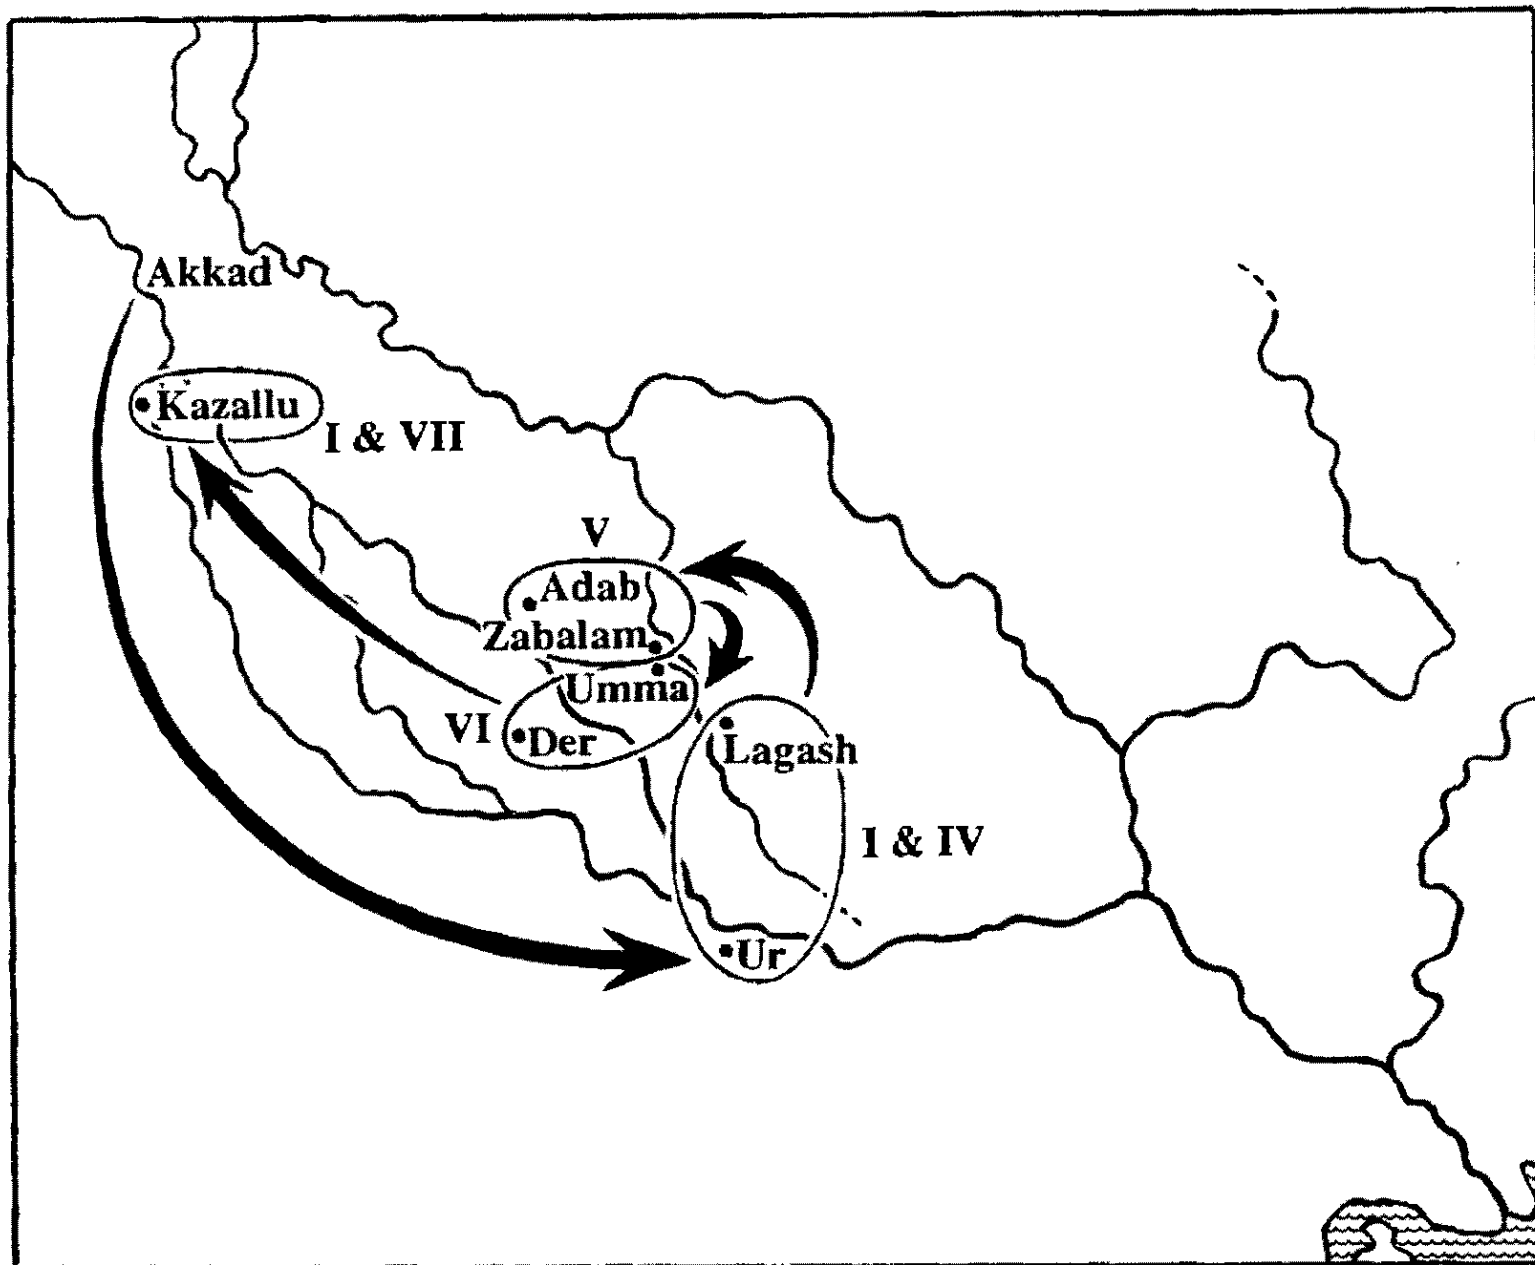 Akkad
Kazallu
I & VII
V
Adab
Zabalam
Umma
VI
Der
Lagash
I & IV
Ur